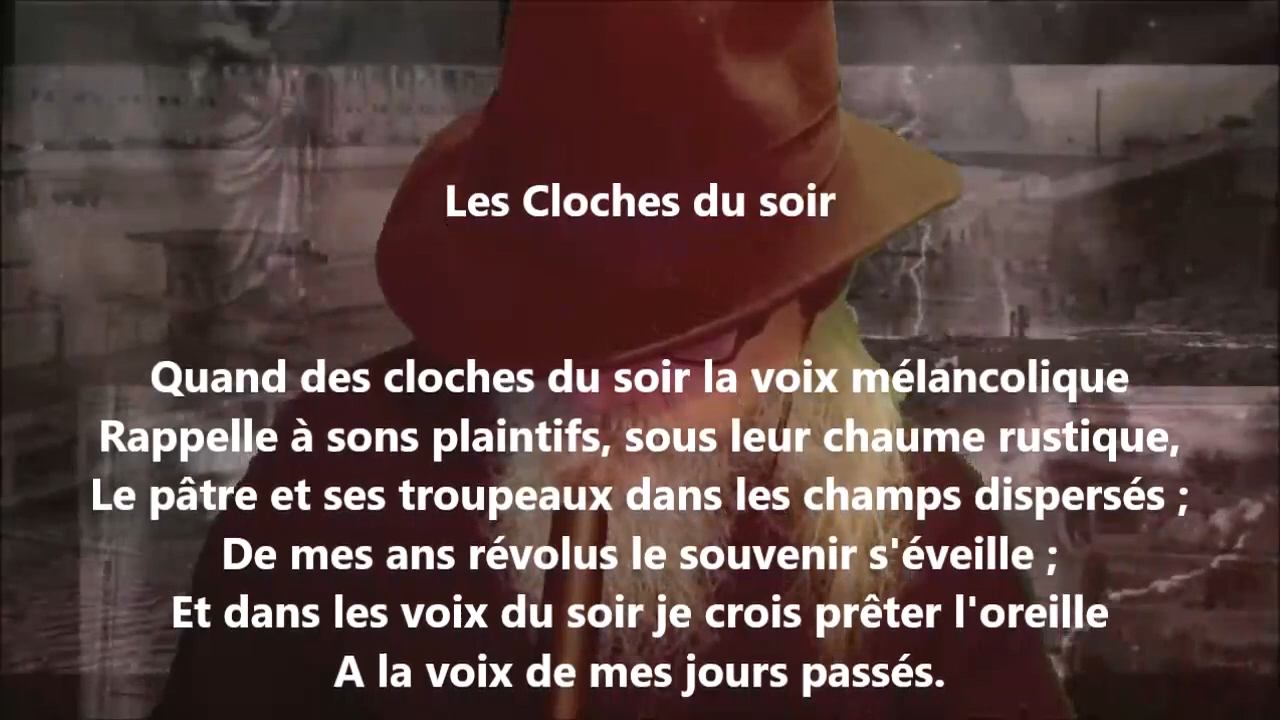 Les Cloches du soir
Quand des cloches du soir la voix mélancolique
Rappelle à sons plaintifs, sous leur chaume rustique,
Le pâtre et ses troupeaux dans les champs dispersés ;
De mes ans révolus le souvenir s'éveille ;
Et dans les voix du soir je crois prêter l'oreille
A la voix de mes jours passés.